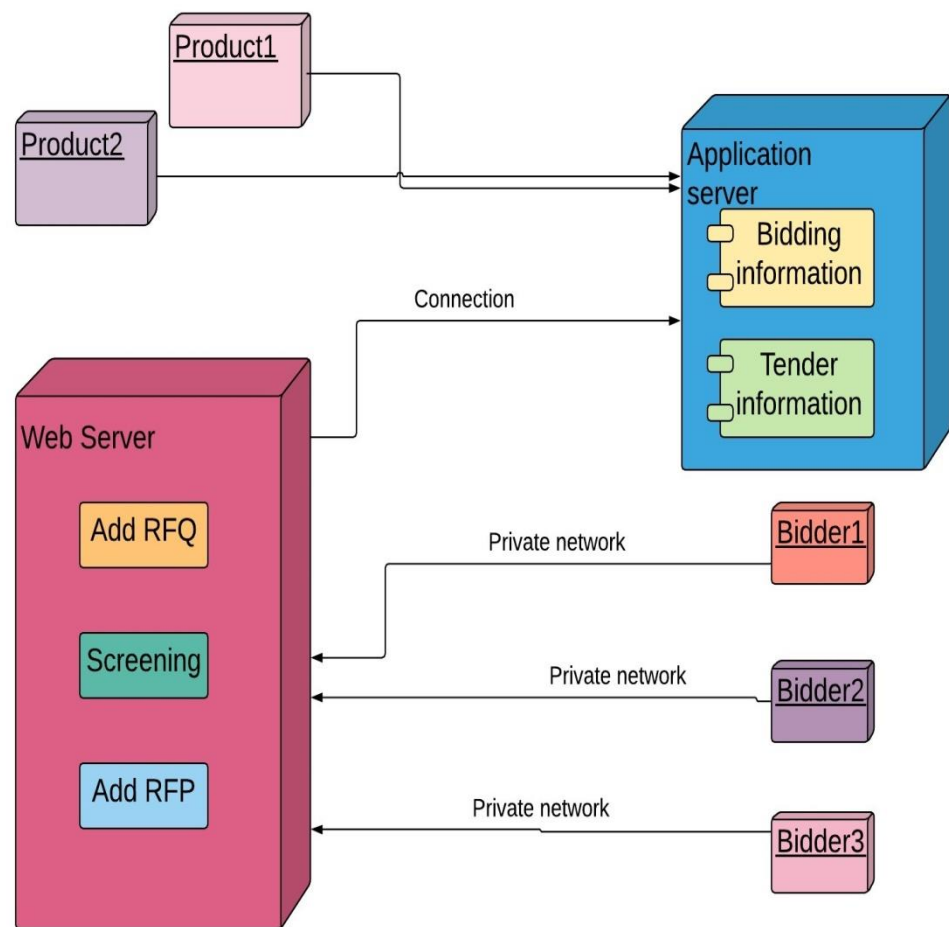 Product1
Product2
Application
server
Bidding
information
Connection
Tender
information
Web Server
Add RFQ
Private network
Bidder1
Screening
Private network
Bidder2
Add RFP
Private network
Bidder3